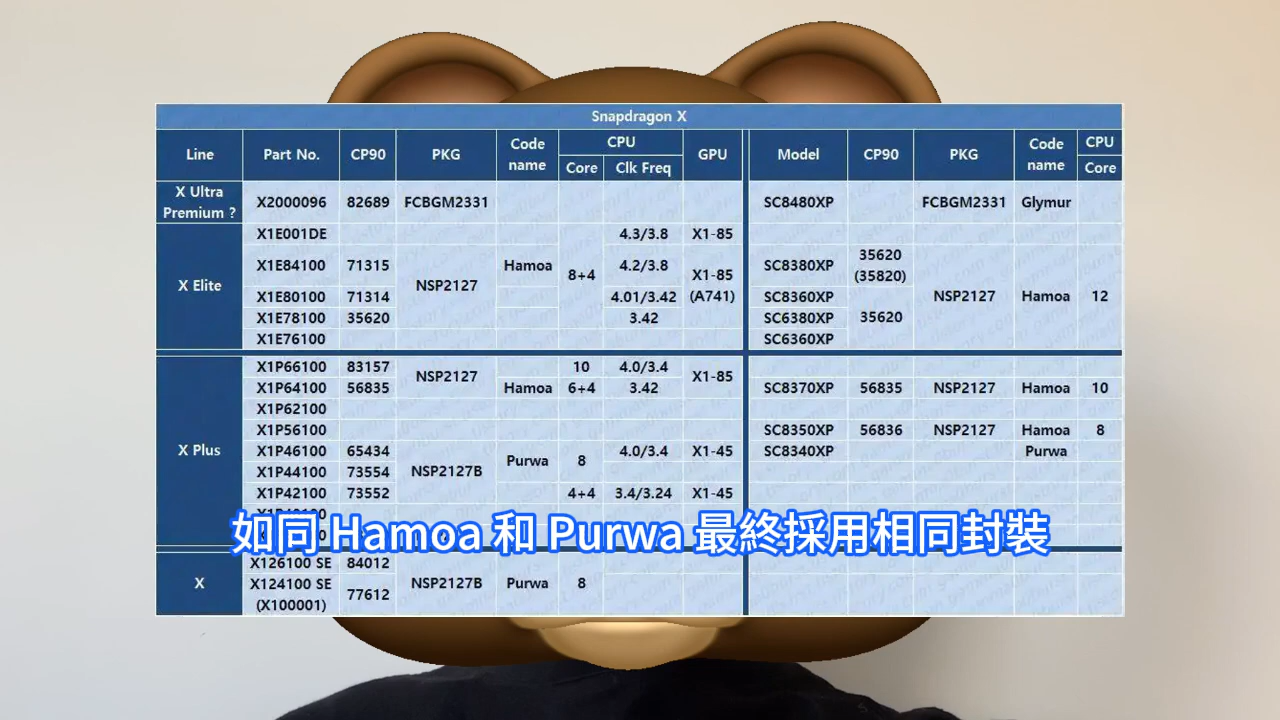 Snapdragon X
Line Part No. CP90 PKG Code name CPU GPU Model CP90 PKG Code name CPU
Core Clk Freq Core
X Ultra Premium ? X2000096 82689 FCBGM2331 SC8480XP FCBGM2331 Glymur
X1E001DE 4.3/3.8 X1-85
X Elite X1E84100 71315 NSP2127 Hamoa 8+4 4.2/3.8 X1-85 (A741) SC8380XP 35620 (35820) NSP2127 Hamoa 12
X1E80100 71314 4.01/3.42 SC8360XP 35620
X1E78100 35620 3.42 SC6380XP
X1E76100 SC6360XP
X Plus X1P66100 83157 NSP2127 Hamoa 10 4.0/3.4 X1-85
X1P64100 56835 6+4 3.42 SC8370XP 56835 NSP2127 Hamoa 10
X1P62100
X1P56100 SC8350XP 56836 NSP2127 Hamoa 8
X1P46100 65434 NSP2127B Purwa 8 4.0/3.4 X1-45 SC8340XP Purwa
X1P44100 73554
X1P42100 73552 4+4 3.4/3.24 X1-45
如同 Hamoa 和 Purwa 最終採用相同封裝
X X126100 SE 84012 NSP2127B Purwa 8
X124100 SE (X100001) 77612